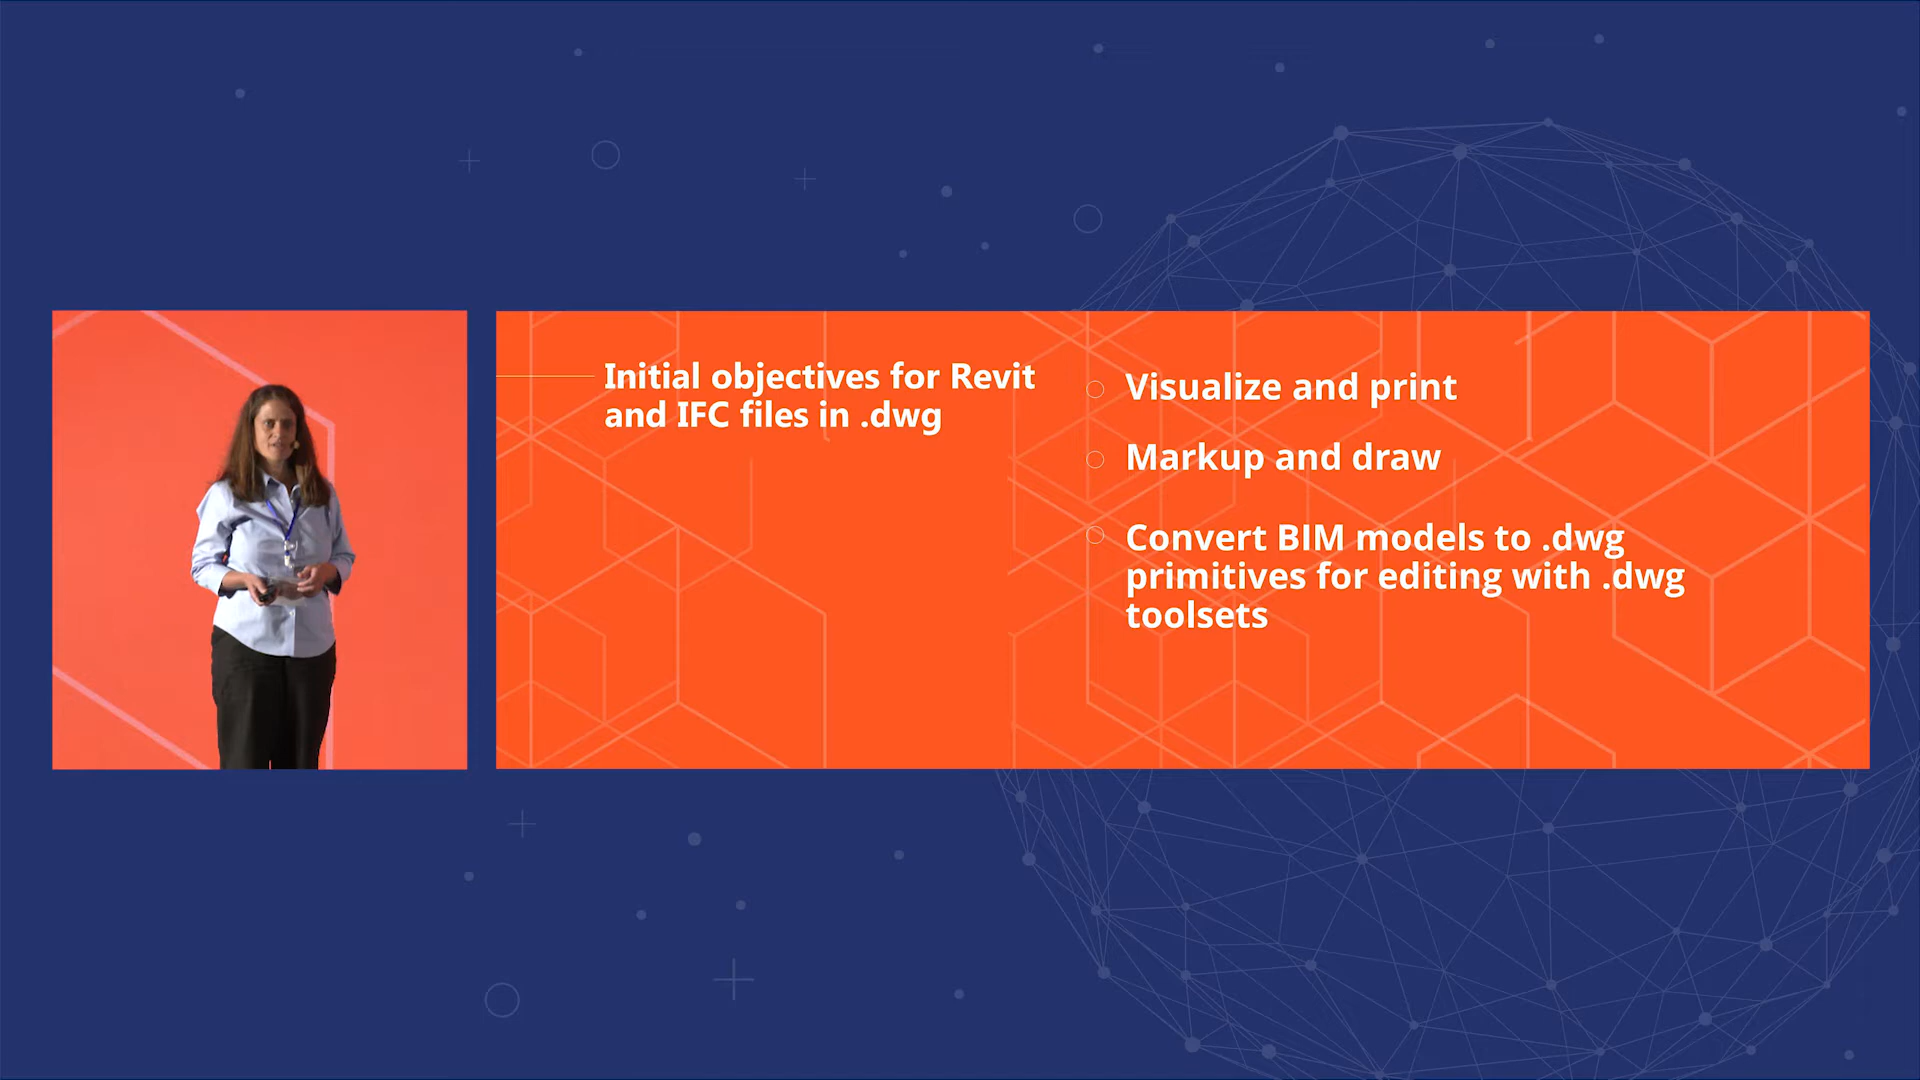 Initial objectives for Revit
and IFC files in .dwg
Visualize and print
Markup and draw
Convert BIM models to .dwg
primitives for editing with .dwg
toolsets